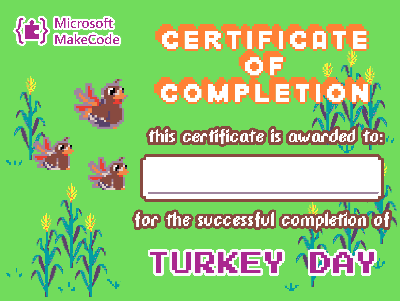 Microsoft
MakeCode
CERTIFICATE
OF
COMPLETION
this certificate is awarded to:
for the successful completion of
TURKEY DAY